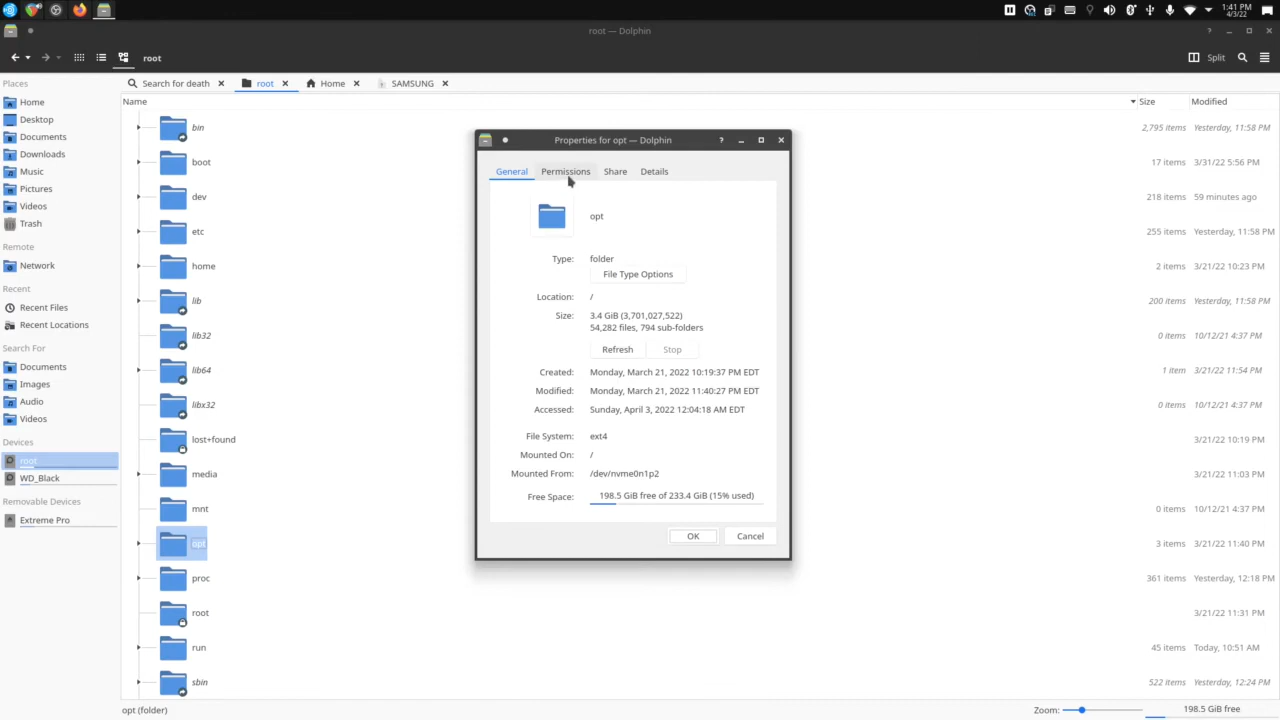 1:41 PM
4/3/22
root — Dolphin
root
Split
Places
Home
Desktop
Documents
Downloads
Music
Pictures
Videos
Trash
Remote
Network
Recent
Recent Files
Recent Locations
Search For
Documents
Images
Audio
Videos
Devices
root
WD_Black
Removable Devices
Extreme Pro
Search for death
root
Home
SAMSUNG
Name Size Modified
bin 2,795 items Yesterday, 11:58 PM
boot 17 items 3/31/22 5:56 PM
dev 218 items 59 minutes ago
etc 255 items Yesterday, 11:58 PM
home 2 items 3/21/22 10:23 PM
lib 200 items Yesterday, 11:58 PM
lib32 0 items 10/12/21 4:37 PM
lib64 1 item 3/21/22 11:54 PM
libx32 0 items 10/12/21 4:37 PM
lost+found 3/21/22 10:19 PM
media 3/21/22 11:03 PM
mnt 0 items 10/12/21 4:37 PM
opt 3 items 3/21/22 11:40 PM
proc 361 items Yesterday, 12:18 PM
root 3/21/22 11:31 PM
run 45 items Today, 10:51 AM
sbin 522 items Yesterday, 12:24 PM
Properties for opt — Dolphin
General Permissions Share Details
opt
Type: folder
File Type Options
Location: /
Size: 3.4 GiB (3,701,027,522)
54,282 files, 794 sub-folders
Refresh Stop
Created: Monday, March 21, 2022 10:19:37 PM EDT
Modified: Monday, March 21, 2022 11:40:27 PM EDT
Accessed: Sunday, April 3, 2022 12:04:18 AM EDT
File System: ext4
Mounted On: /
Mounted From: /dev/nvme0n1p2
Free Space: 198.5 GiB free of 233.4 GiB (15% used)
OK Cancel
opt (folder)
Zoom:
198.5 GiB free